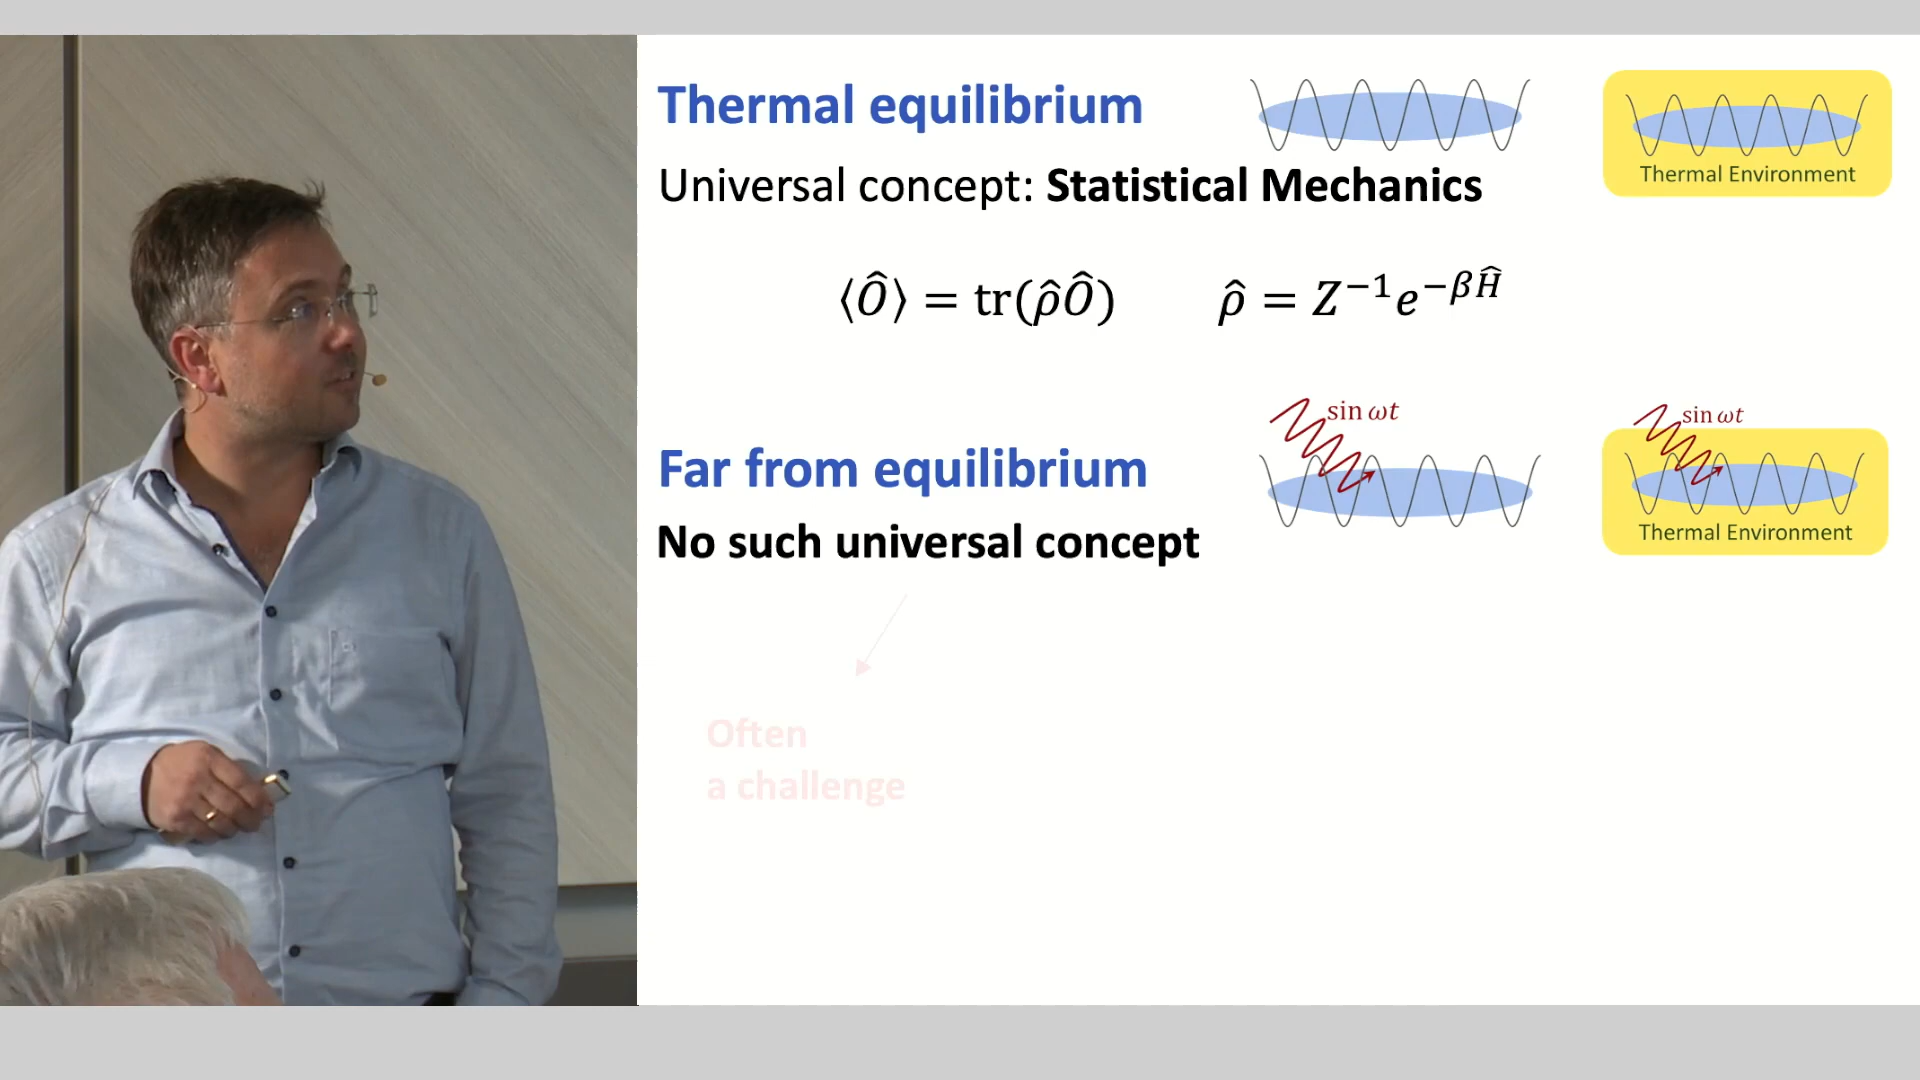 Thermal equilibrium
Universal concept: Statistical Mechanics
Thermal Environment
⟨Ô⟩ = tr(ρ̂Ô)
ρ̂ = Z⁻¹e^{−βĤ}
sin ωt
sin ωt
Far from equilibrium
No such universal concept
Thermal Environment
Often
a challenge